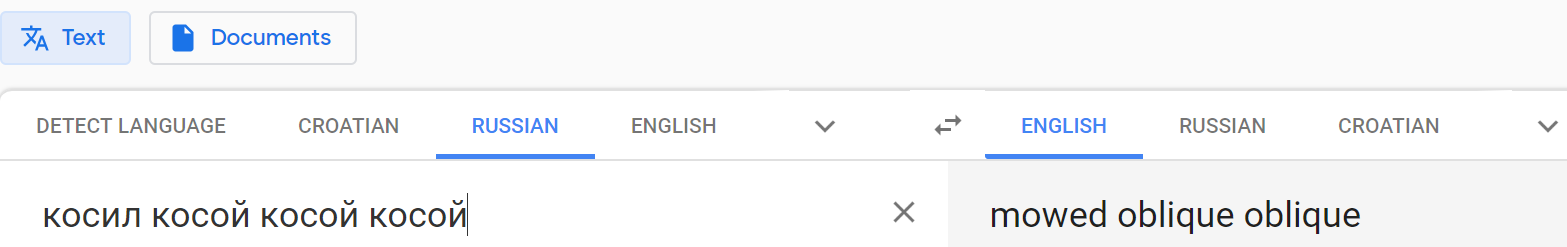 Text Documents
DETECT LANGUAGE CROATIAN RUSSIAN ENGLISH ENGLISH RUSSIAN CROATIAN
косил косой косой косой mowed oblique oblique